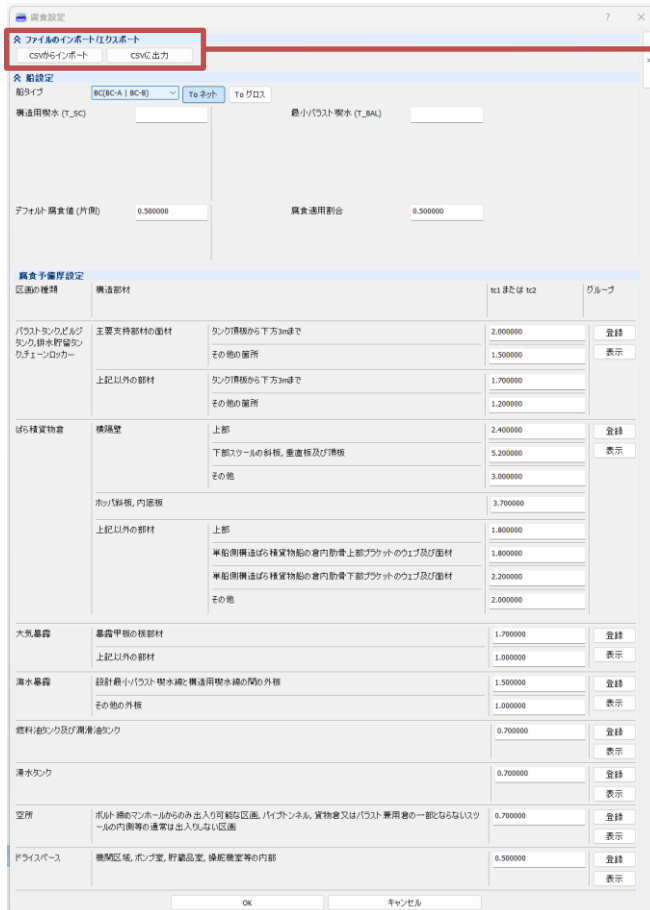 腐食設定
ファイルのインポート/エクスポート
CSVからインポート CSVに出力
船設定
船タイプ BC(BC-A | BC-B) To ネット To グロス
構造用喫水 (T_SC) 最小バラスト喫水 (T_BAL)
デフォルト腐食値 (片側) 0.500000 腐食適用割合 0.500000
腐食予備厚設定
区画の種類 構造部材 tc1 または tc2 グループ
バラストタンク,ビルジ
タンク,排水貯留タン
ク,チェーンロッカー 主要支持部材の面材 タンク頂板から下方3mまで 2.000000 登録
その他の箇所 1.500000 表示
上記以外の部材 タンク頂板から下方3mまで 1.700000
その他の箇所 1.200000
ばら積貨物倉 横隔壁 上部 2.400000 登録
下部スツールの斜板, 垂直板及び頂板 5.200000 表示
その他 3.000000
ホッパ斜板, 内底板 3.700000
上記以外の部材 上部 1.800000
単船側構造ばら積貨物船の倉内肋骨上部ブラケットのウェブ及び面材 1.800000
単船側構造ばら積貨物船の倉内肋骨下部ブラケットのウェブ及び面材 2.200000
その他 2.000000
大気暴露 暴露甲板の板部材 1.700000 登録
上記以外の部材 1.000000 表示
海水暴露 設計最小バラスト喫水線と構造用喫水線の間の外板 1.500000 登録
その他の外板 1.000000 表示
燃料油タンク及び潤滑油タンク 0.700000 登録
表示
清水タンク 0.700000 登録
表示
空所 ボルト締めマンホールからのみ出入り可能な区画, パイプトンネル, 貨物倉又はバラスト兼用倉の一部とならないスツ
ールの内側等の通常は出入りしない区画 0.700000 登録
表示
ドライスペース 機関区域, ポンプ室, 貯蔵品室, 操舵機室等の内部 0.500000 登録
表示
OK キャンセル